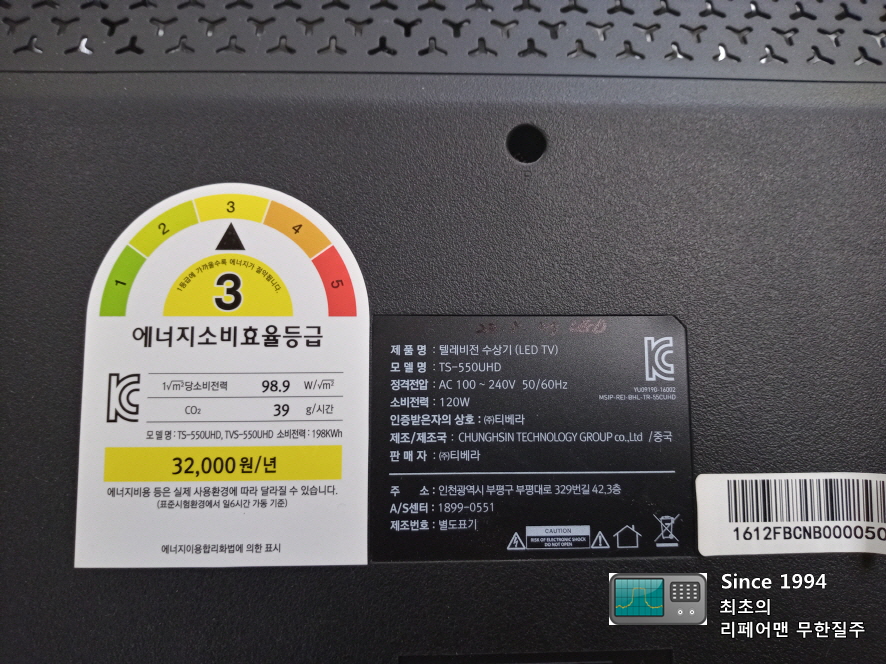 1
2
3
4
5
1등급에 가까울수록 에너지가 절약됩니다.
3
에너지소비효율등급
1√m²당소비전력 98.9 W/√m²
CO₂ 39 g/시간
모델명 : TS-550UHD, TVS-550UHD 소비전력 : 198KWh
32,000원/년
에너지비용 등은 실제 사용환경에 따라 달라질 수 있습니다.
(표준시험환경에서 일6시간 가동 기준)
에너지이용합리화법에 의한 표시
제 품 명 : 텔레비전 수상기 (LED TV)
모 델 명 : TS-550UHD
정격전압 : AC 100 ~ 240V 50/60Hz
소비전력 : 120W
인증받은자의 상호 : ㈜티베라
제조/제조국 : CHUNGHSIN TECHNOLOGY GROUP co.,Ltd /중국
판 매 자 : ㈜티베라
YU09190-16002
MSIP-REI-BHL-TR-55CUHD
주 소 : 인천광역시 부평구 부평대로 329번길 42,3층
A/S센터 : 1899-0551
제조번호 : 별도표기
CAUTION
RISK OF ELECTRONIC SHOCK
DO NOT OPEN
1612FBCNB000050
Since 1994
최초의
리페어맨 무한질주